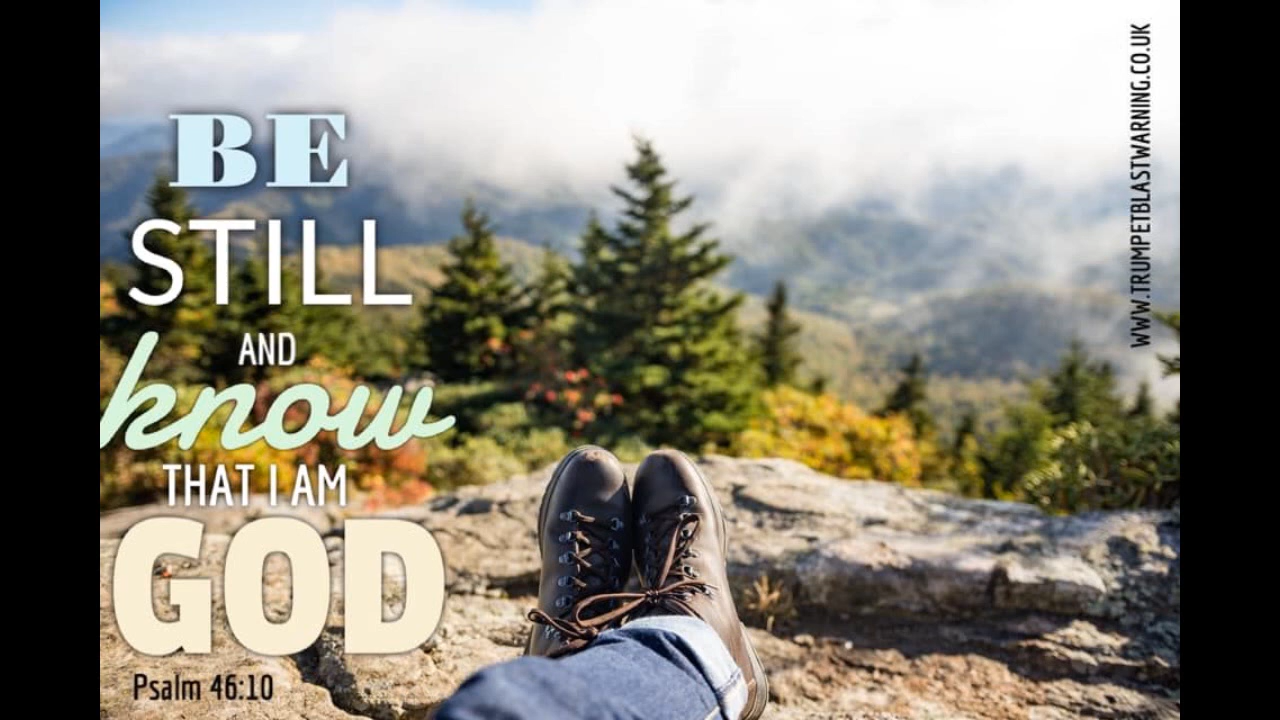 BE
STILL
AND
know
THAT I AM
GOD
Psalm 46:10
WWW.TRUMPETBLASTWARNING.CO.UK